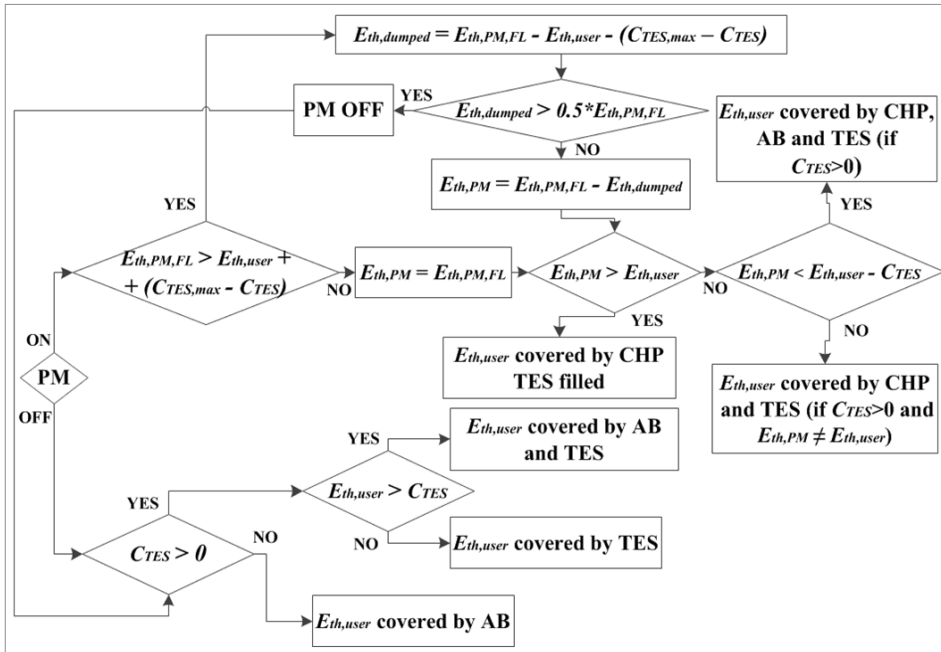 Eth,dumped = Eth,PM,FL - Eth,user - (CTES,max – CTES)
PM OFF
YES
Eth,dumped > 0.5*Eth,PM,FL
NO
Eth,user covered by CHP,
AB and TES (if
CTES>0)
Eth,PM = Eth,PM,FL - Eth,dumped
YES
YES
Eth,PM,FL > Eth,user +
+ (CTES,max - CTES)
NO
Eth,PM = Eth,PM,FL
Eth,PM > Eth,user
NO
Eth,PM < Eth,user - CTES
YES
NO
ON
PM
OFF
Eth,user covered by CHP
TES filled
Eth,user covered by CHP
and TES (if CTES>0 and
Eth,PM ≠ Eth,user)
YES
Eth,user covered by AB
and TES
YES
Eth,user > CTES
CTES > 0
NO
NO
Eth,user covered by TES
Eth,user covered by AB